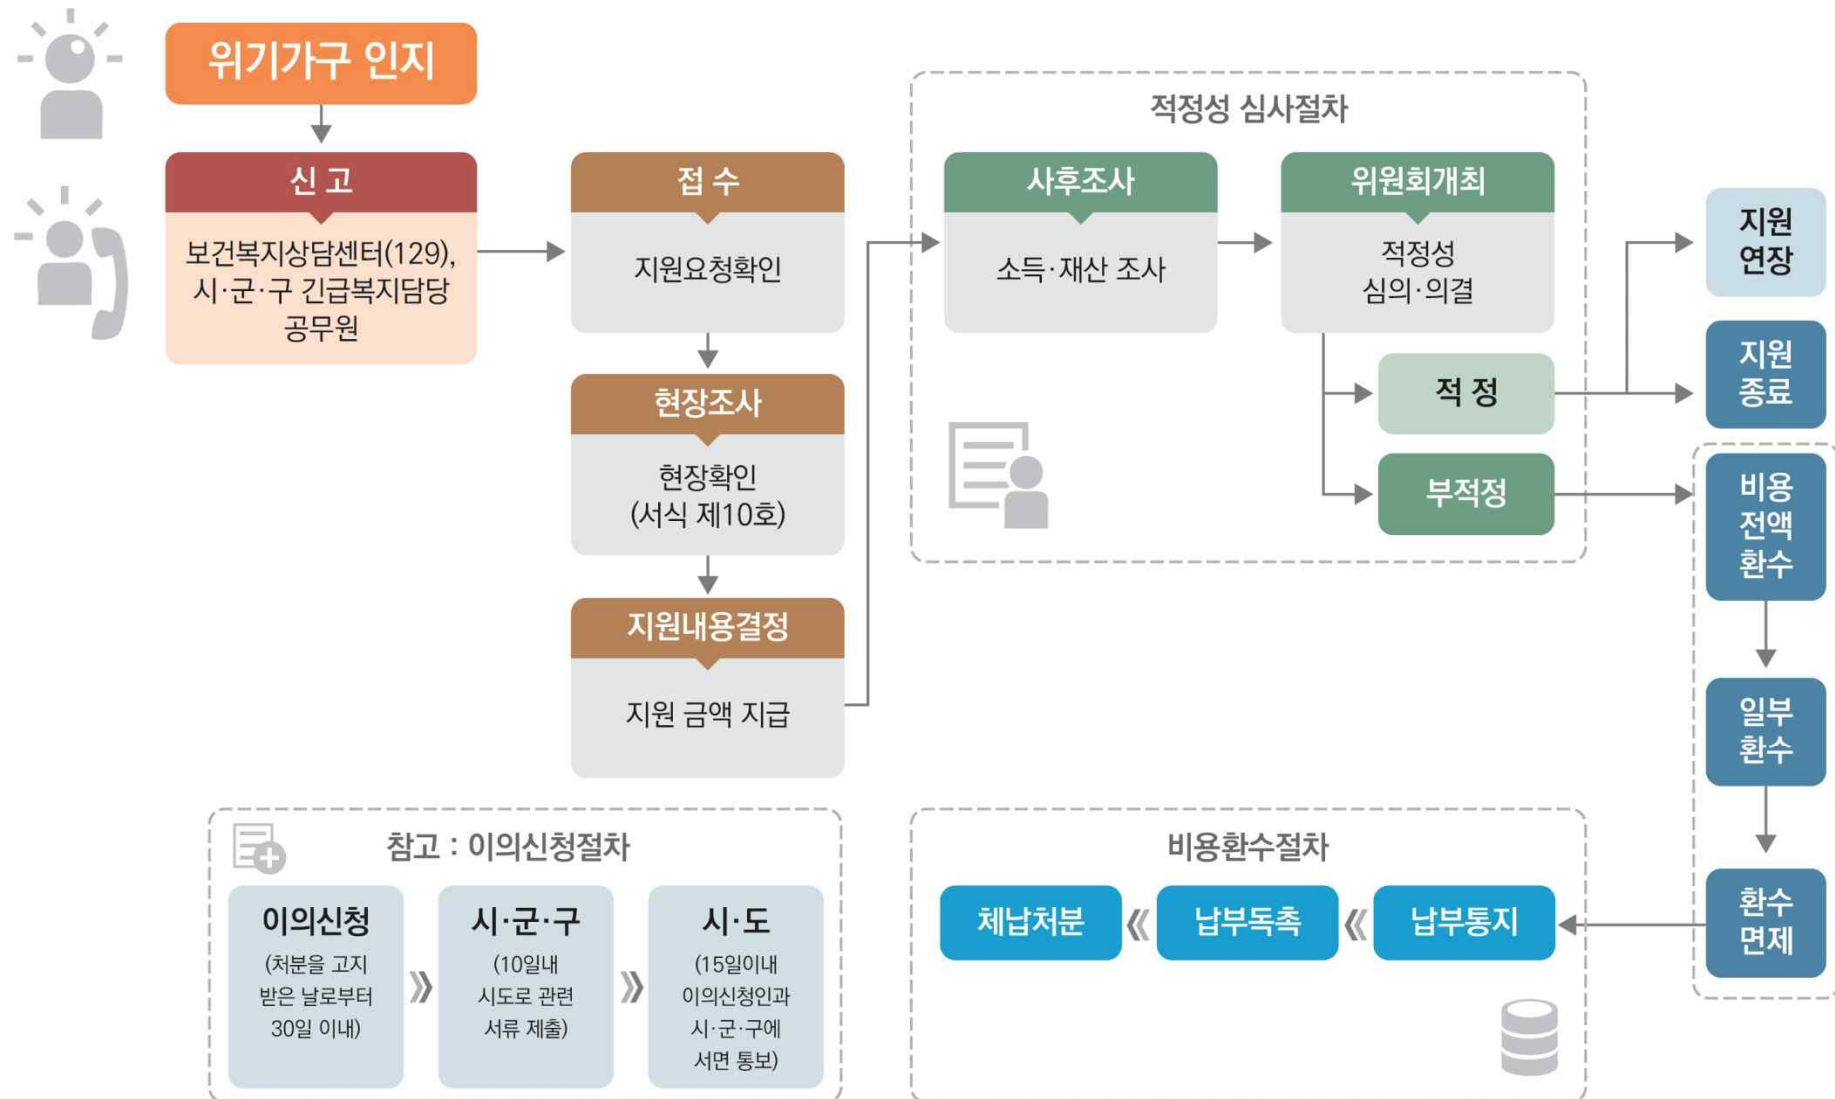 위기가구 인지
신 고
보건복지상담센터(129),
시·군·구 긴급복지담당
공무원
접 수
지원요청확인
현장조사
현장확인
(서식 제10호)
지원내용결정
지원 금액 지급
적정성 심사절차
사후조사
소득·재산 조사
위원회개최
적정성
심의·의결
적 정
부적정
지원
연장
지원
종료
비용
전액
환수
일부
환수
환수
면제
비용환수절차
납부통지
납부독촉
체납처분
참고 : 이의신청절차
이의신청
(처분을 고지
받은 날로부터
30일 이내)
시·군·구
(10일내
시도로 관련
서류 제출)
시·도
(15일이내
이의신청인과
시·군·구에
서면 통보)